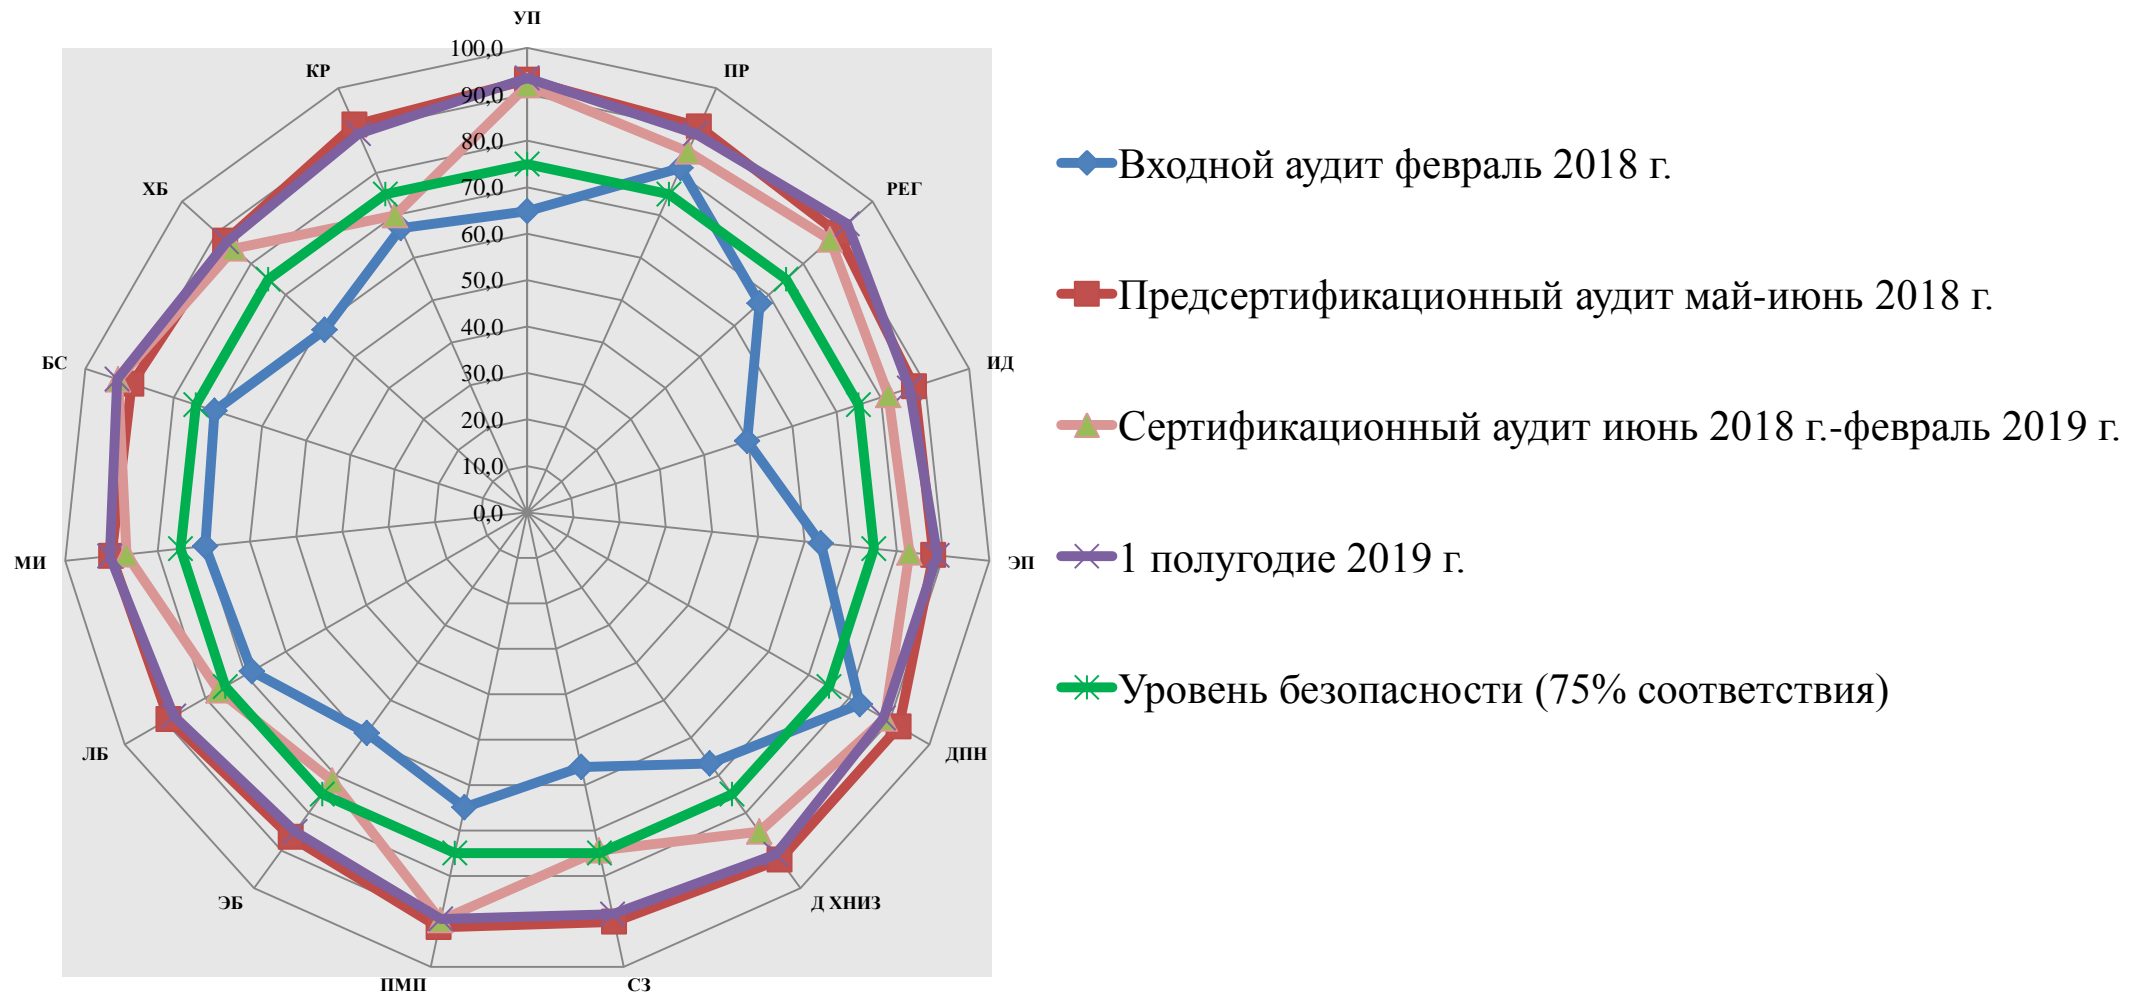 УП
ПР
РЕГ
ИД
ЭП
ДПН
Д ХНИЗ
СЗ
ПМП
ЭБ
ЛБ
МИ
БС
ХБ
КР
100,0
90,0
80,0
70,0
60,0
50,0
40,0
30,0
20,0
10,0
0,0
Входной аудит февраль 2018 г.
Предсертификационный аудит май-июнь 2018 г.
Сертификационный аудит июнь 2018 г.-февраль 2019 г.
1 полугодие 2019 г.
Уровень безопасности (75% соответствия)